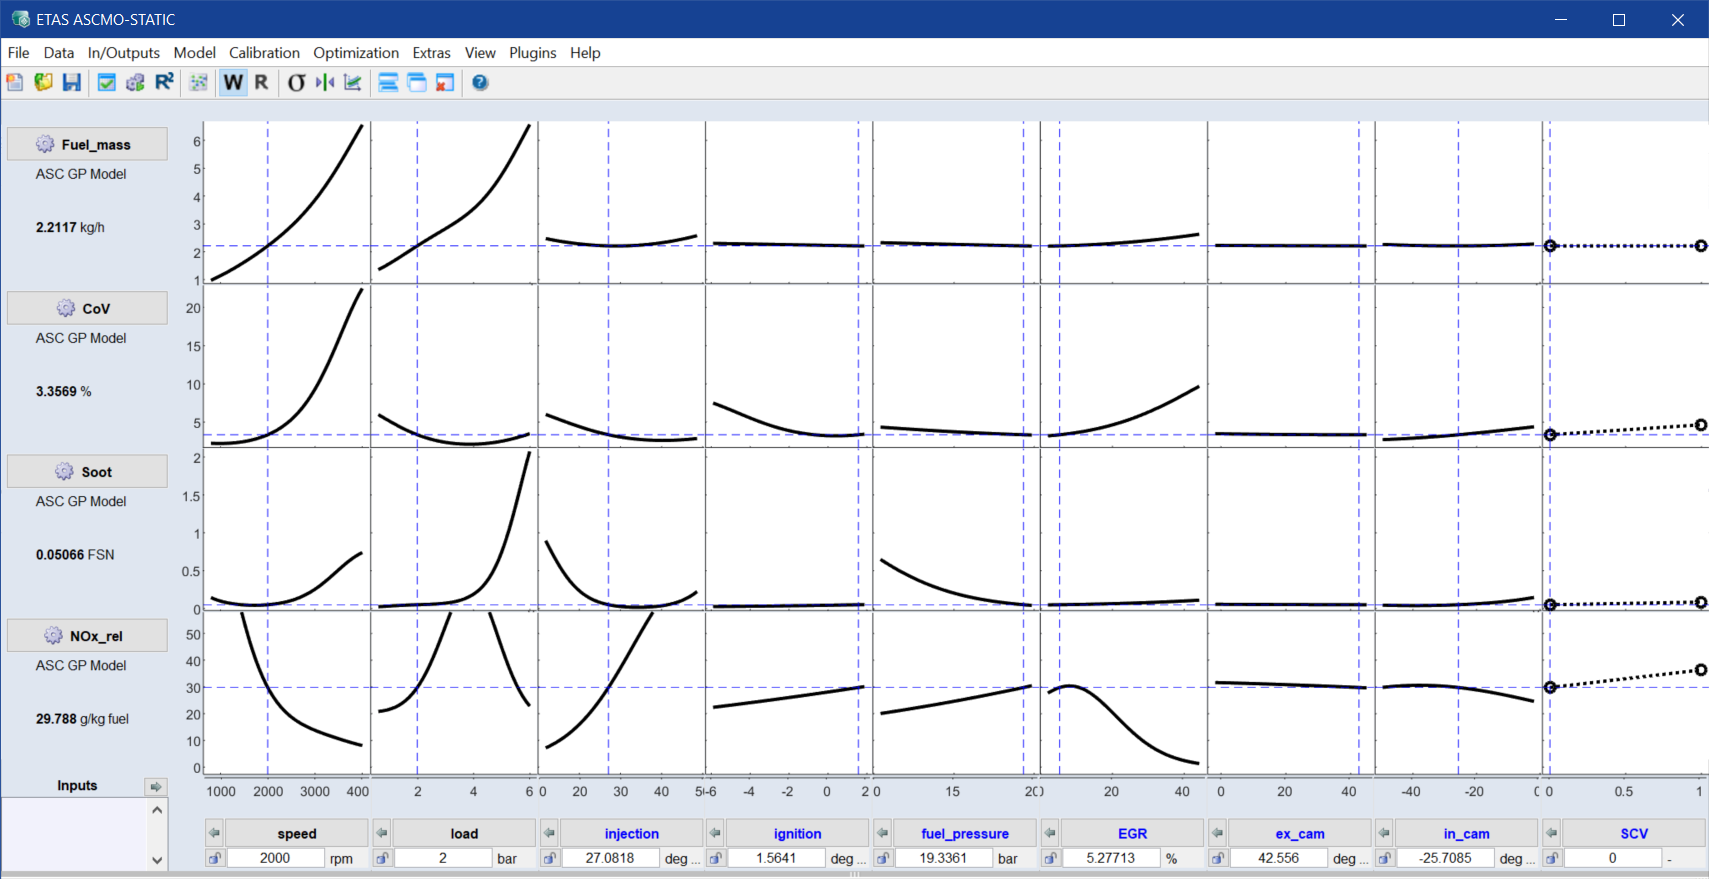 ETAS ASCMO-STATIC
File Data In/Outputs Model Calibration Optimization Extras View Plugins Help
R² W R σ
Fuel_mass
ASC GP Model
2.2117 kg/h
6
5
4
3
2
1
CoV
ASC GP Model
3.3569 %
20
15
10
5
Soot
ASC GP Model
0.05066 FSN
2
1.5
1
0.5
0
NOx_rel
ASC GP Model
29.788 g/kg fuel
50
40
30
20
10
0
Inputs
1000 2000 3000 400 2 4 6 0 20 30 40 5 -6 -4 -2 0 2 0 15 20 20 40 0 20 40 -40 -20 0 0.5 1
speed load injection ignition fuel_pressure EGR ex_cam in_cam SCV
2000 rpm 2 bar 27.0818 deg ... 1.5641 deg ... 19.3361 bar 5.27713 % 42.556 deg ... -25.7085 deg ... 0 -